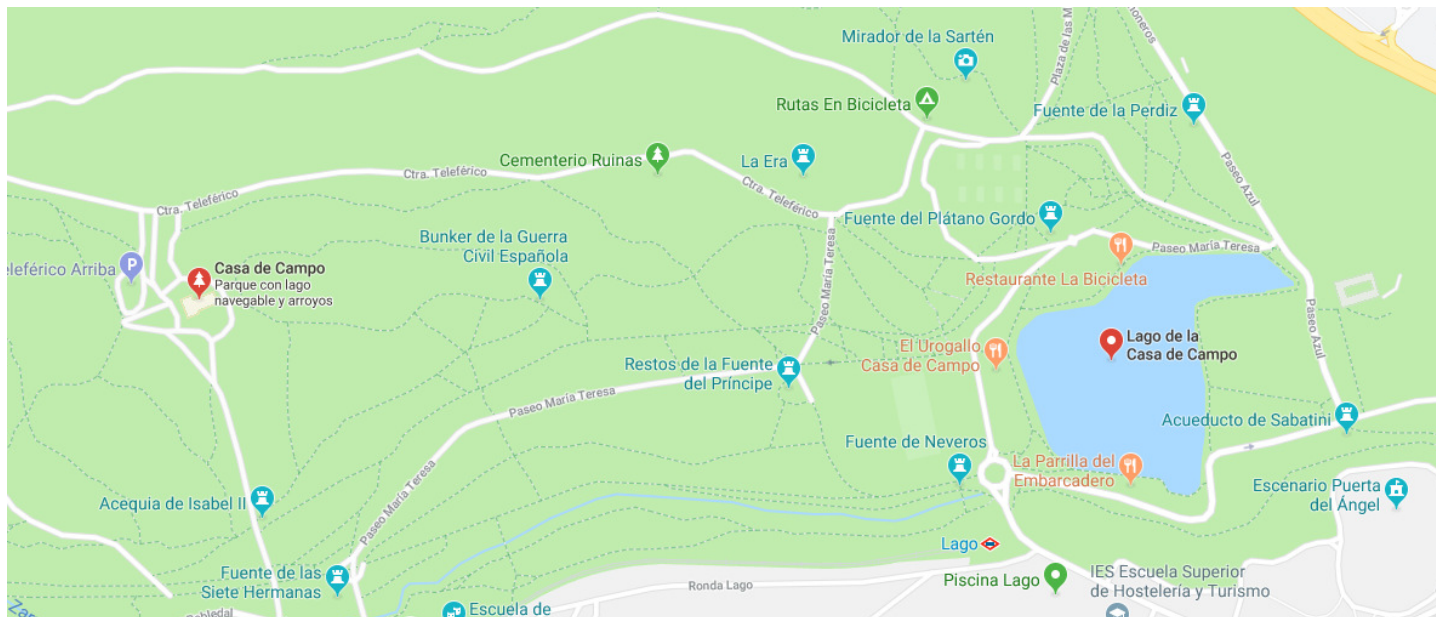 Mirador de la Sartén
Plaza de las M
oneros
Rutas En Bicicleta
Fuente de la Perdiz
Cementerio Ruinas
La Era
Ctra. Teleférico
Ctra. Teleférico
Ctra. Teleférico
Paseo Azul
Fuente del Plátano Gordo
Bunker de la Guerra
Civil Española
Paseo María Teresa
Paseo María Teresa
eleférico Arriba
P
Casa de Campo
Parque con lago
navegable y arroyos
Restaurante La Bicicleta
Paseo Azul
El Urogallo
Casa de Campo
Lago de la
Casa de Campo
Restos de la Fuente
del Príncipe
Paseo María Teresa
Acueducto de Sabatini
Fuente de Neveros
La Parrilla del
Embarcadero
Paseo María Teresa
Acequia de Isabel II
Escenario Puerta
del Ángel
Lago
Fuente de las
Siete Hermanas
Ronda Lago
Piscina Lago
IES Escuela Superior
de Hostelería y Turismo
Escuela de